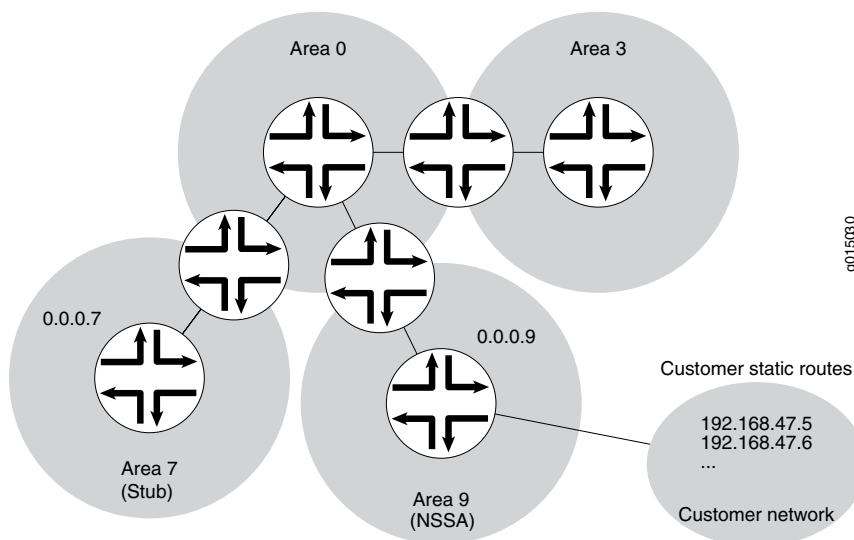 Area 0
Area 3
g015030
0.0.0.7
0.0.0.9
Customer static routes
192.168.47.5
192.168.47.6
...
Area 7
(Stub)
Area 9
(NSSA)
Customer network